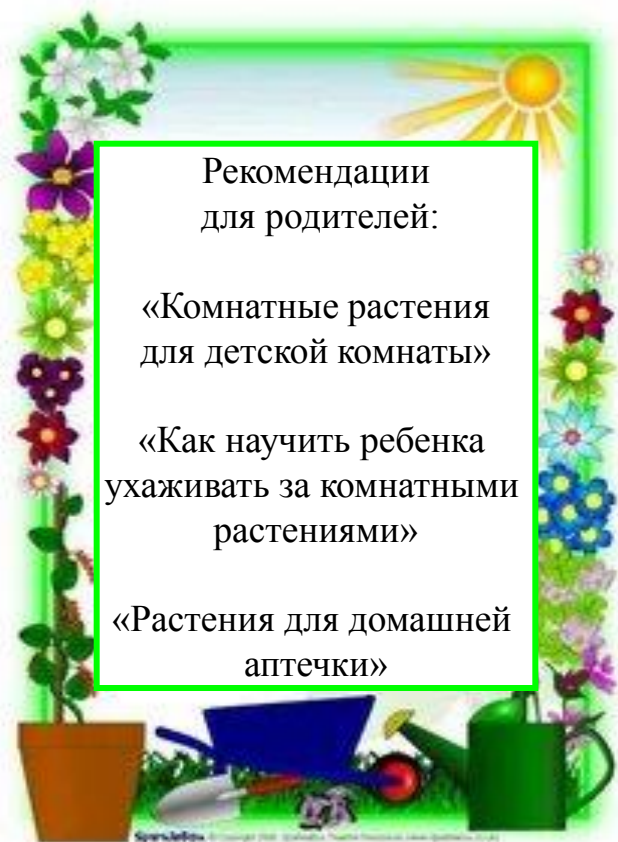 Рекомендации
для родителей:
«Комнатные растения
для детской комнаты»
«Как научить ребенка
ухаживать за комнатными
растениями»
«Растения для домашней
аптечки»